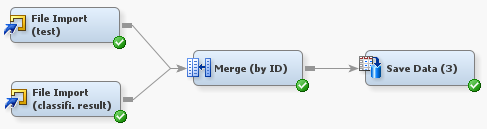 File Import
(test)
File Import
(classifi. result)
Merge (by ID)
Save Data (3)